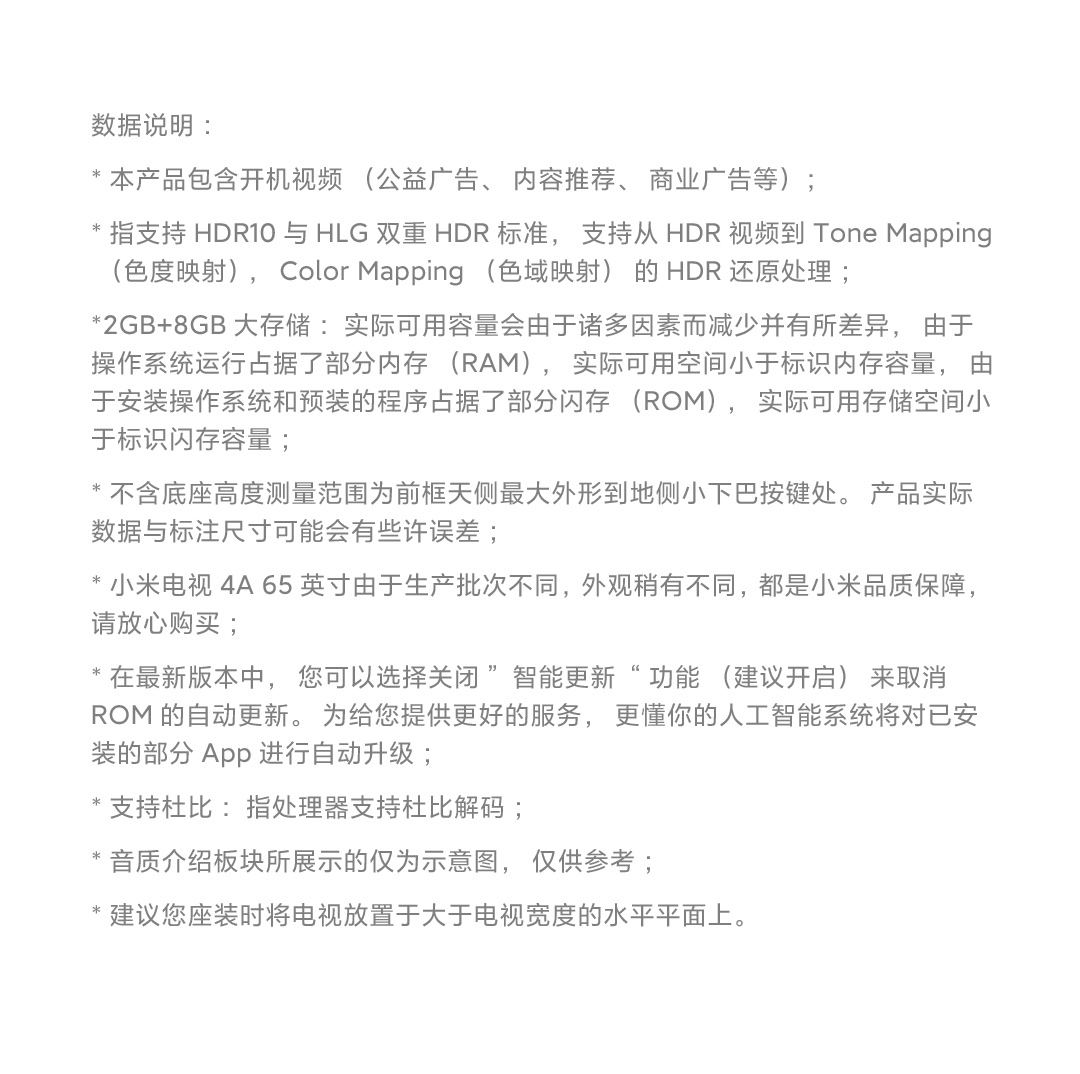 数据说明：
* 本产品包含开机视频（公益广告、内容推荐、商业广告等）；
* 指支持 HDR10 与 HLG 双重 HDR 标准， 支持从 HDR 视频到 Tone Mapping
（色度映射）， Color Mapping （色域映射） 的 HDR 还原处理；
*2GB+8GB 大存储： 实际可用容量会由于诸多因素而减少并有所差异， 由于
操作系统运行占据了部分内存 （RAM）， 实际可用空间小于标识内存容量， 由
于安装操作系统和预装的程序占据了部分闪存 （ROM）， 实际可用存储空间小
于标识闪存容量；
* 不含底座高度测量范围为前框天侧最大外形到地侧小下巴按键处。 产品实际
数据与标注尺寸可能会有些许误差；
* 小米电视 4A 65 英寸由于生产批次不同, 外观稍有不同, 都是小米品质保障,
请放心购买；
* 在最新版本中， 您可以选择关闭 ” 智能更新 “ 功能 （建议开启） 来取消
ROM 的自动更新。 为给您提供更好的服务， 更懂你的人工智能系统将对已安
装的部分 App 进行自动升级；
* 支持杜比： 指处理器支持杜比解码；
* 音质介绍板块所展示的仅为示意图， 仅供参考；
* 建议您座装时将电视放置于大于电视宽度的水平平面上。